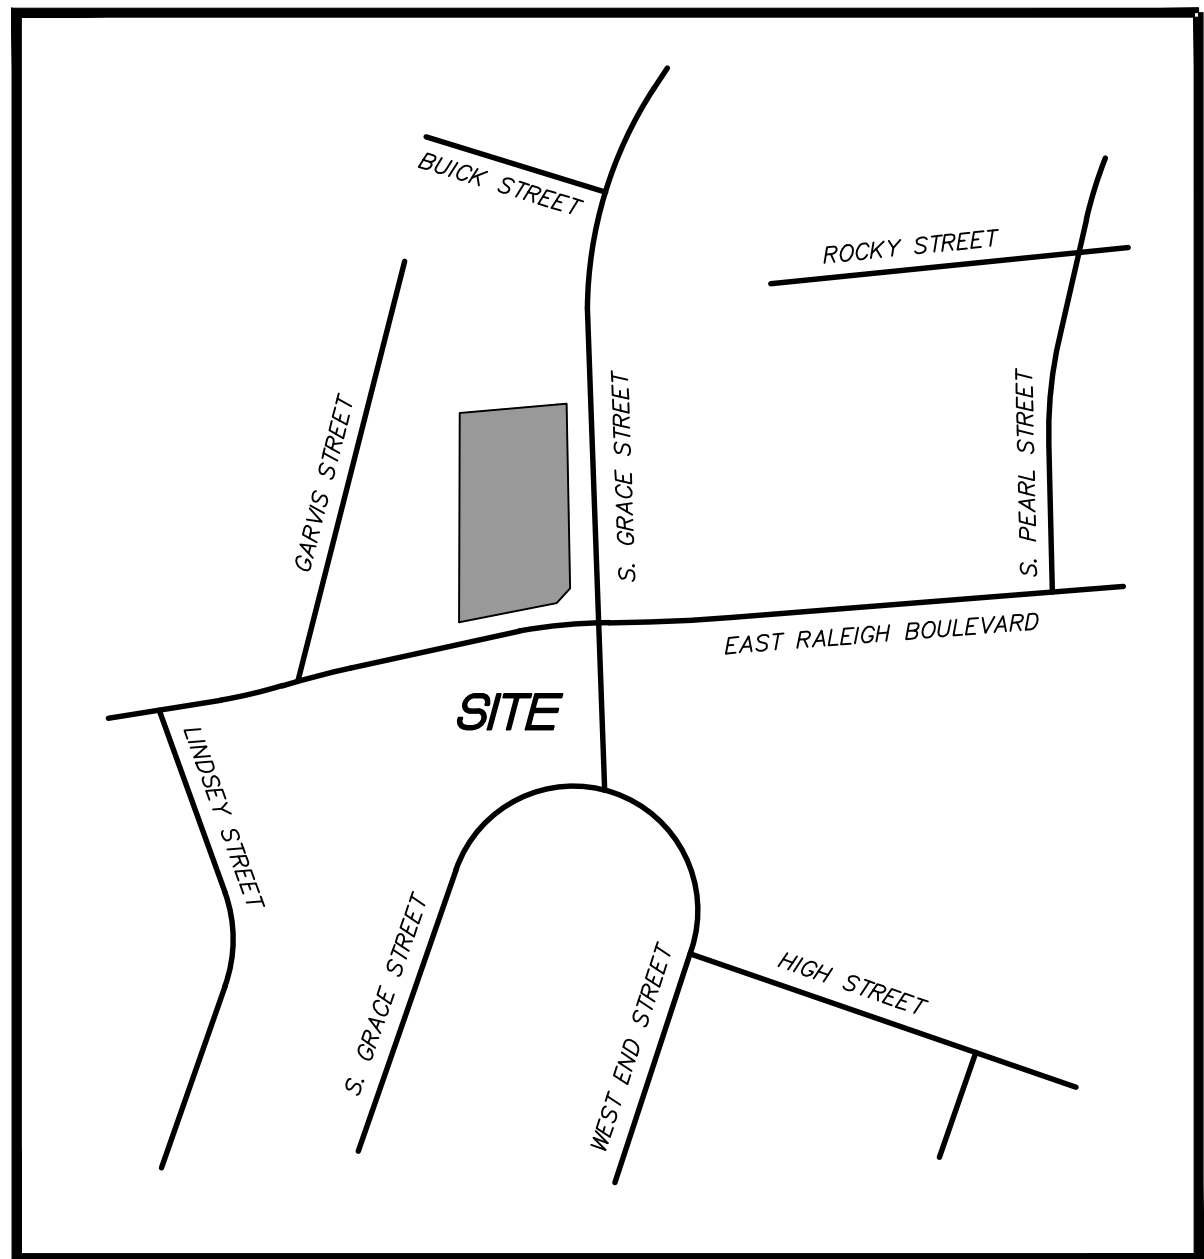 BUICK STREET
ROCKY STREET
GARVIS STREET
S. GRACE STREET
S. PEARL STREET
EAST RALEIGH BOULEVARD
SITE
LINDSEY STREET
S. GRACE STREET
WEST END STREET
HIGH STREET